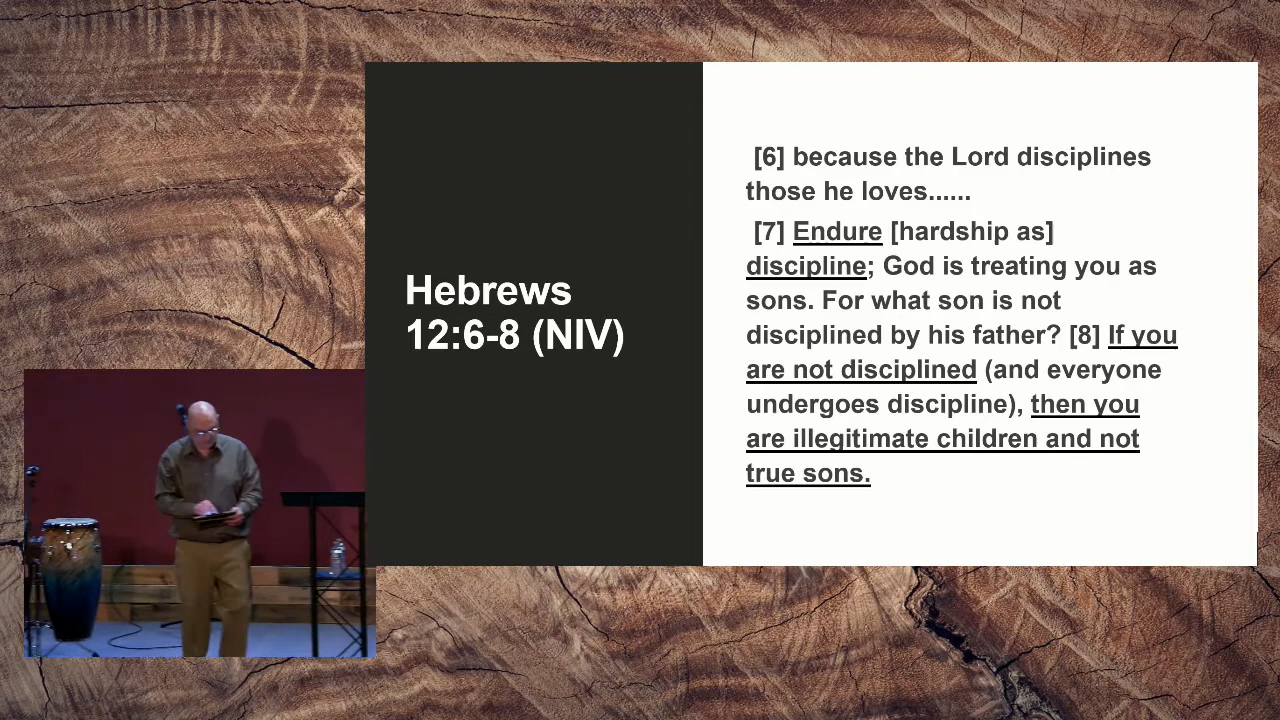 Hebrews
12:6-8 (NIV)
[6] because the Lord disciplines
those he loves......
[7] Endure [hardship as]
discipline; God is treating you as
sons. For what son is not
disciplined by his father? [8] If you
are not disciplined (and everyone
undergoes discipline), then you
are illegitimate children and not
true sons.